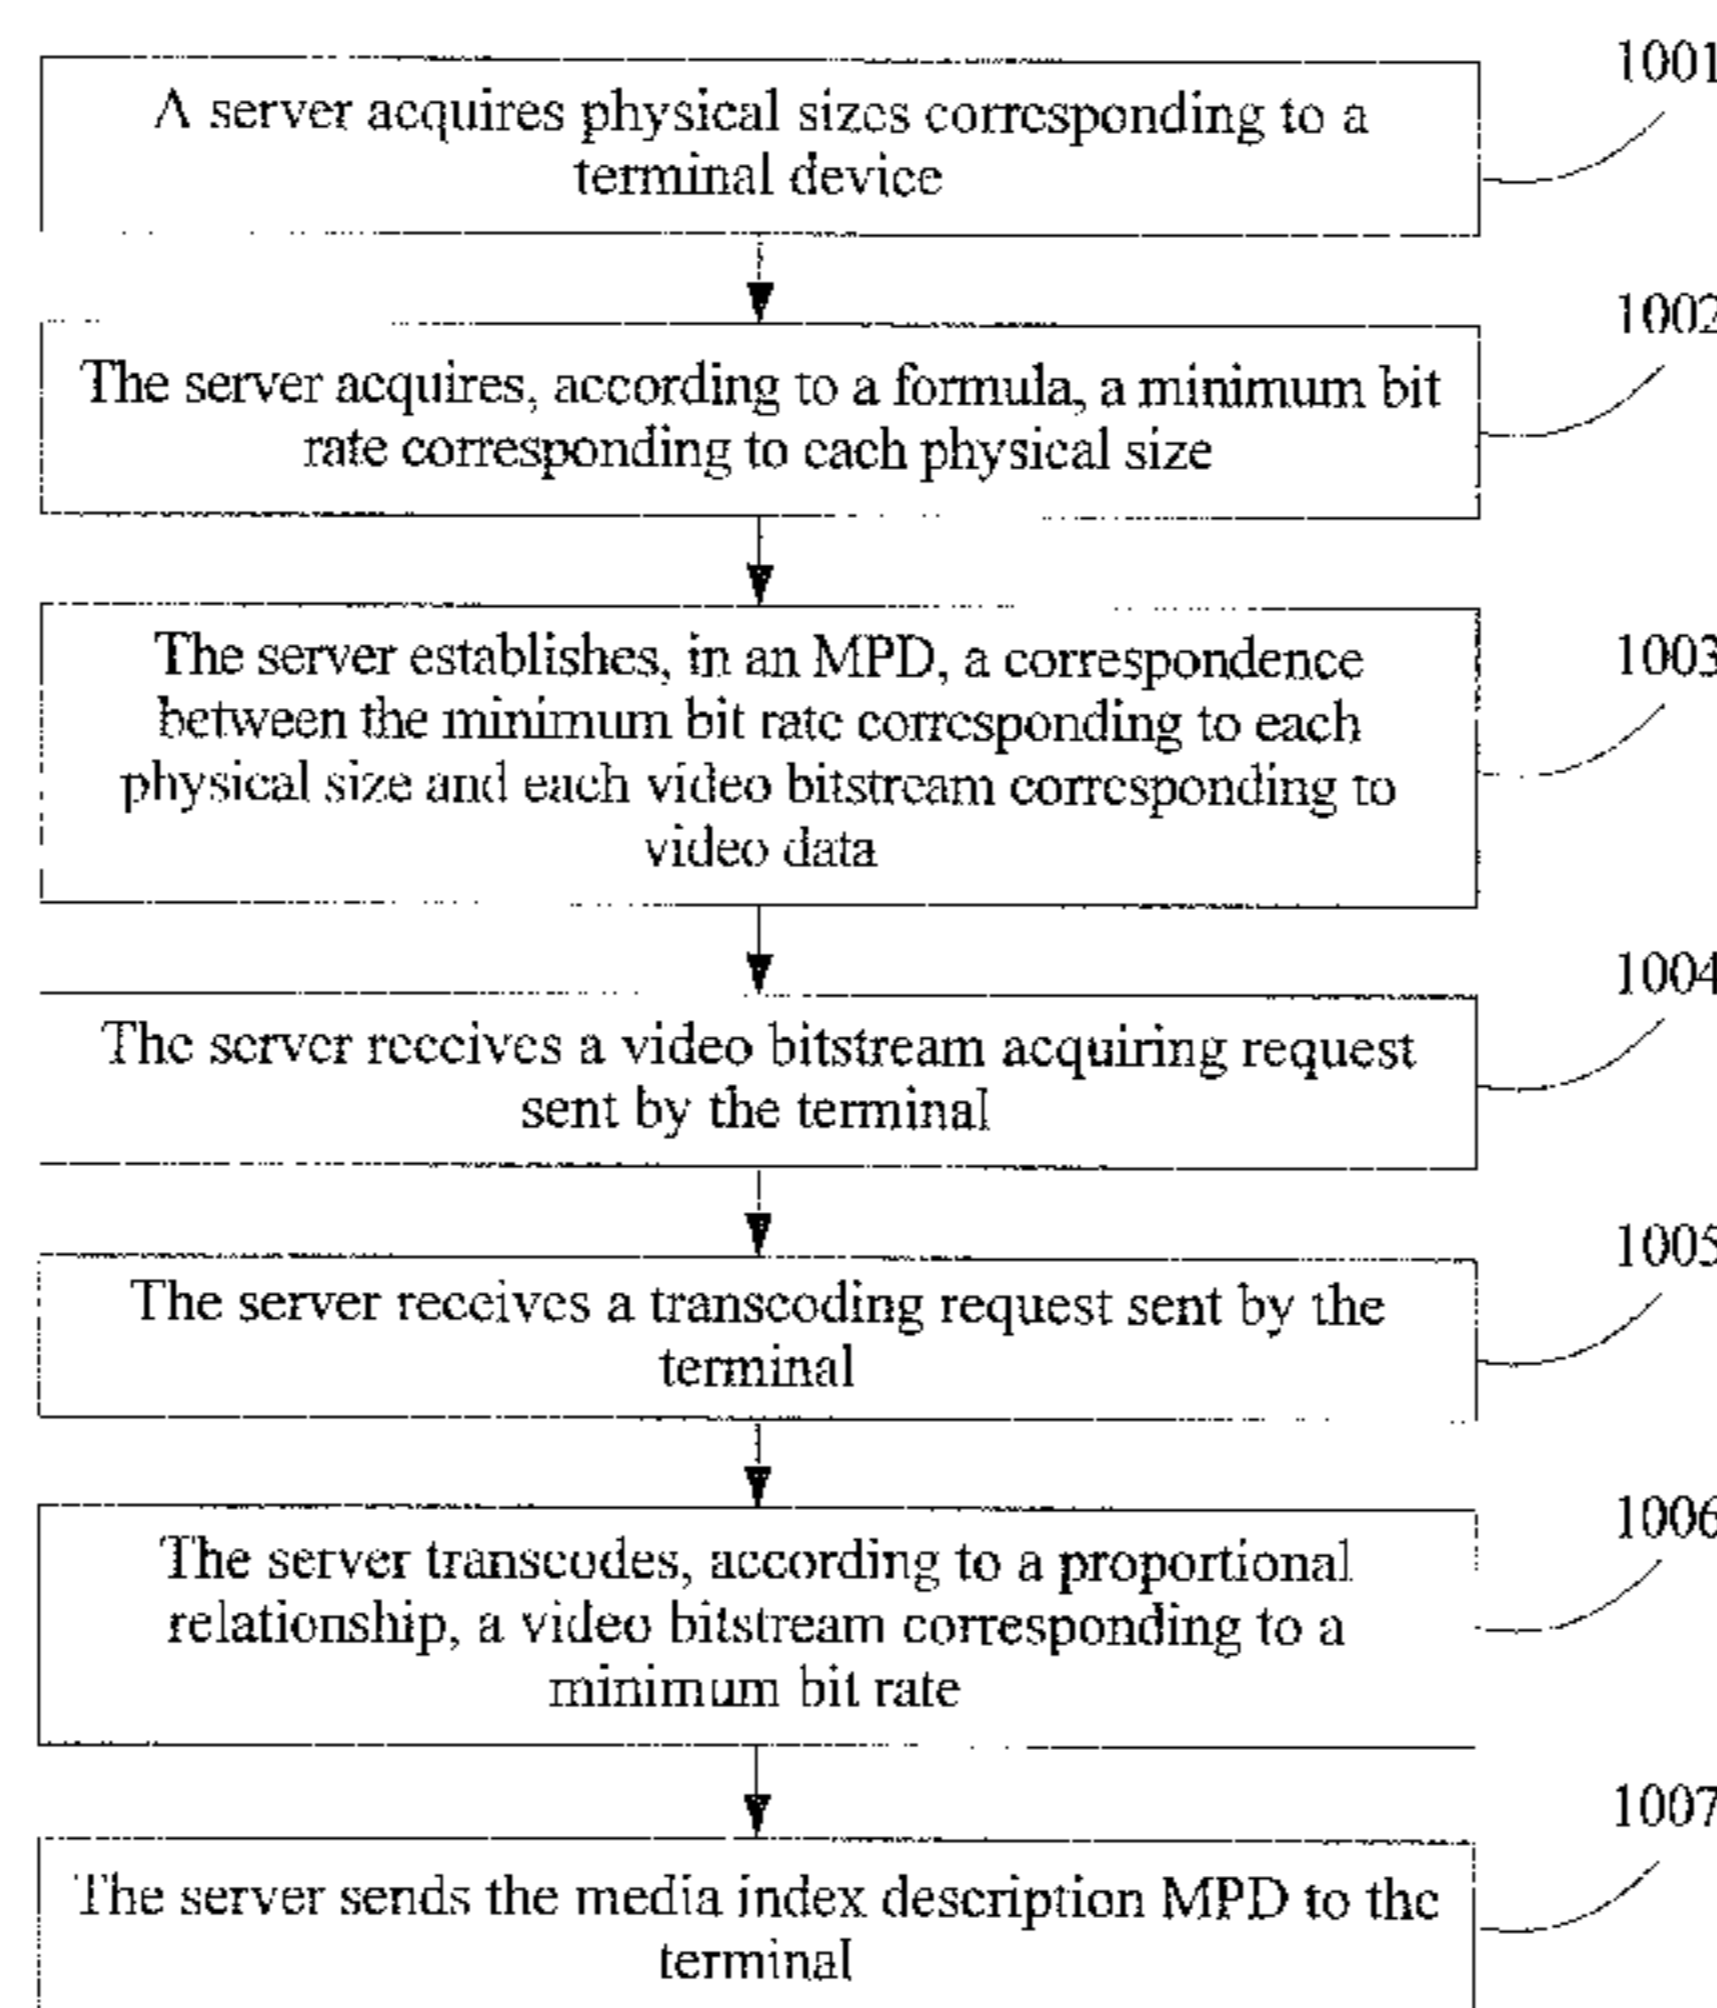 1001
A server acquires physical sizes corresponding to a
terminal device
1002
The server acquires, according to a formula, a minimum bit
rate corresponding to each physical size
1003
The server establishes, in an MPD, a correspondence
between the minimum bit rate corresponding to each
physical size and each video bitstream corresponding to
video data
1004
The server receives a video bitstream acquiring request
sent by the terminal
1005
The server receives a transcoding request sent by the
terminal
1006
The server transcodes, according to a proportional
relationship, a video bitstream corresponding to a
minimum bit rate
1007
The server sends the media index description MPD to the
terminal